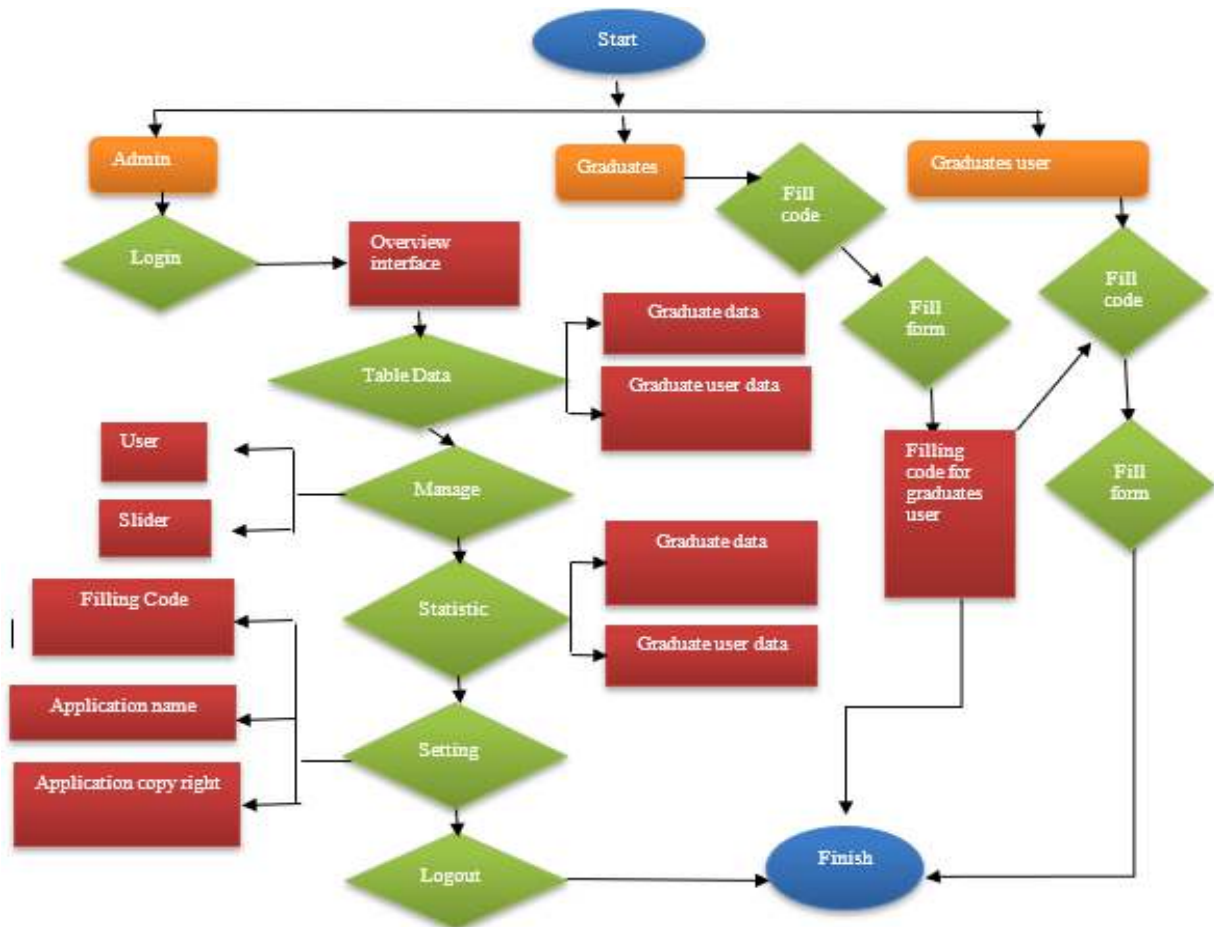 Start
Admin
Graduates
Graduates user
Fill
code
Login
Overview
interface
Fill
code
Fill
form
Graduate data
Table Data
Graduate user data
User
Filling
code for
graduates
user
Fill
form
Manage
Slider
Graduate data
Filling Code
Statistic
Graduate user data
Application name
Setting
Application copy right
Finish
Logout